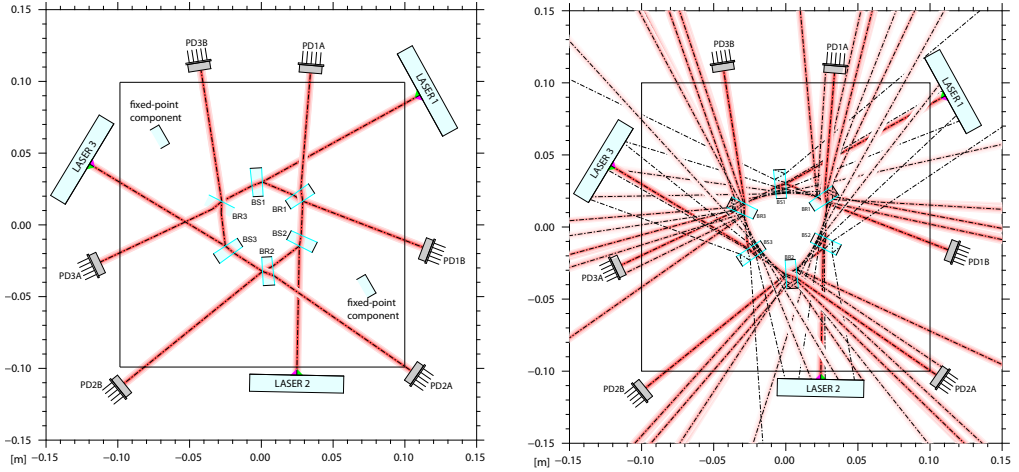 0.15
0.10
0.05
0.00
−0.05
−0.10
−0.15
[m]
−0.15
−0.10
−0.05
0.00
0.05
0.10
0.15
PD3B
PD1A
LASER 1
fixed-point
component
LASER 3
BS1
BR1
BR3
BS2
BS3
BR2
PD3A
PD1B
fixed-point
component
PD2B
LASER 2
PD2A
0.15
0.10
0.05
0.00
−0.05
−0.10
−0.15
[m]
−0.15
−0.10
−0.05
0.00
0.05
0.10
0.15
PD3B
PD1A
LASER 1
LASER 3
BS1
BR1
BR3
BS2
BS3
BR2
PD3A
PD1B
PD2B
LASER 2
PD2A